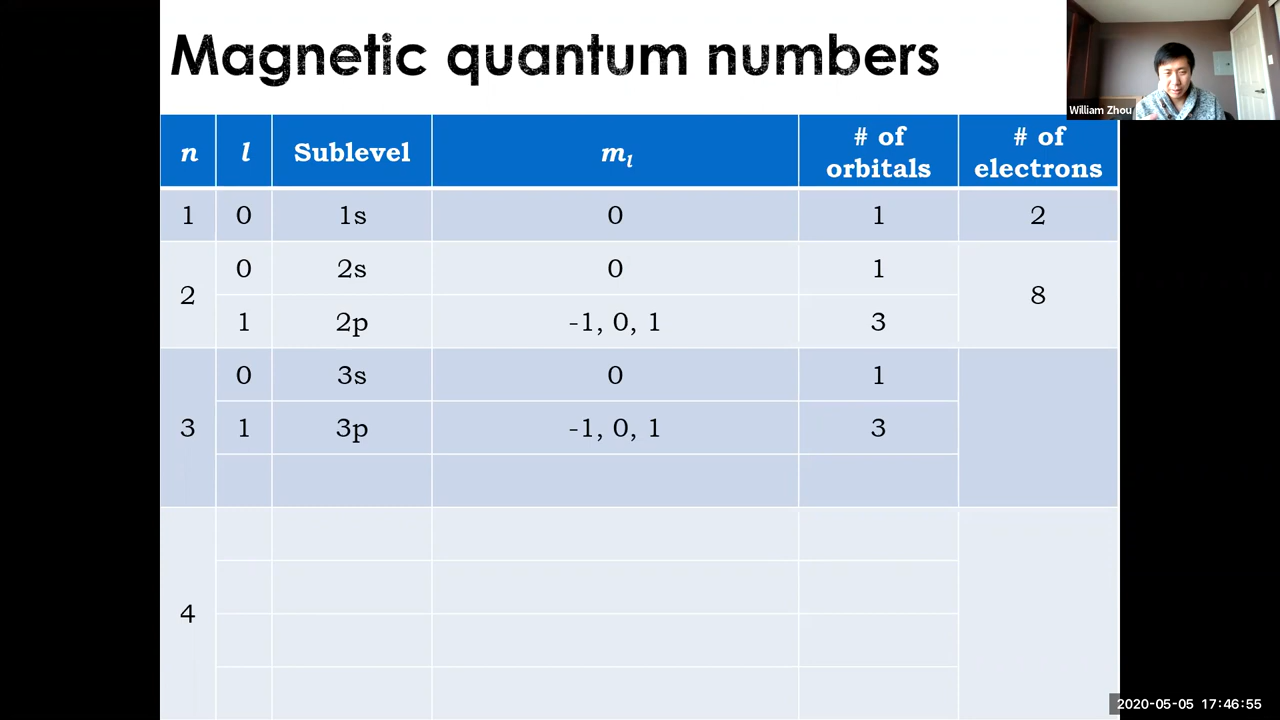 Magnetic quantum numbers
William Zhou
n l Sublevel m_l # of orbitals # of electrons
1 0 1s 0 1 2
2 0 2s 0 1 8
1 2p -1, 0, 1 3
3 0 3s 0 1
1 3p -1, 0, 1 3
4
2020-05-05 17:46:55